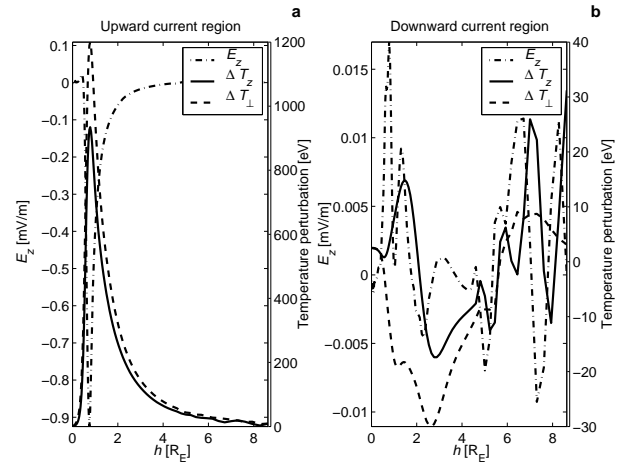 Upward current region
a
0.1
0
−0.1
−0.2
−0.3
−0.4
−0.5
−0.6
−0.7
−0.8
−0.9
E_z [mV/m]
E_z
Δ T_z
Δ T_⊥
1200
1000
800
600
400
200
0
Temperature perturbation [eV]
0 2 4 6 8
h [R_E]
Downward current region
b
0.015
0.01
0.005
0
−0.005
−0.01
E_z [mV/m]
E_z
Δ T_z
Δ T_⊥
40
30
20
10
0
−10
−20
−30
Temperature perturbation [eV]
0 2 4 6 8
h [R_E]